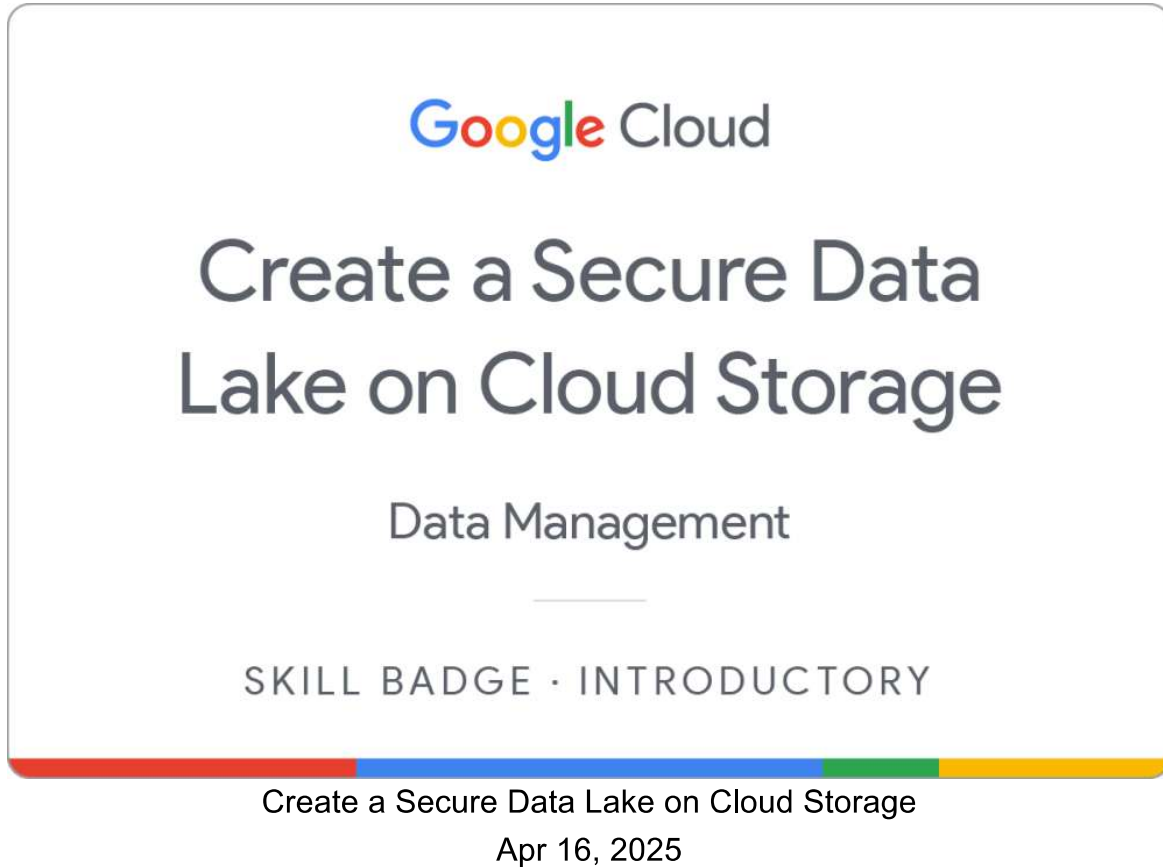 Google Cloud
Create a Secure Data
Lake on Cloud Storage
Data Management
SKILL BADGE · INTRODUCTORY
Create a Secure Data Lake on Cloud Storage
Apr 16, 2025